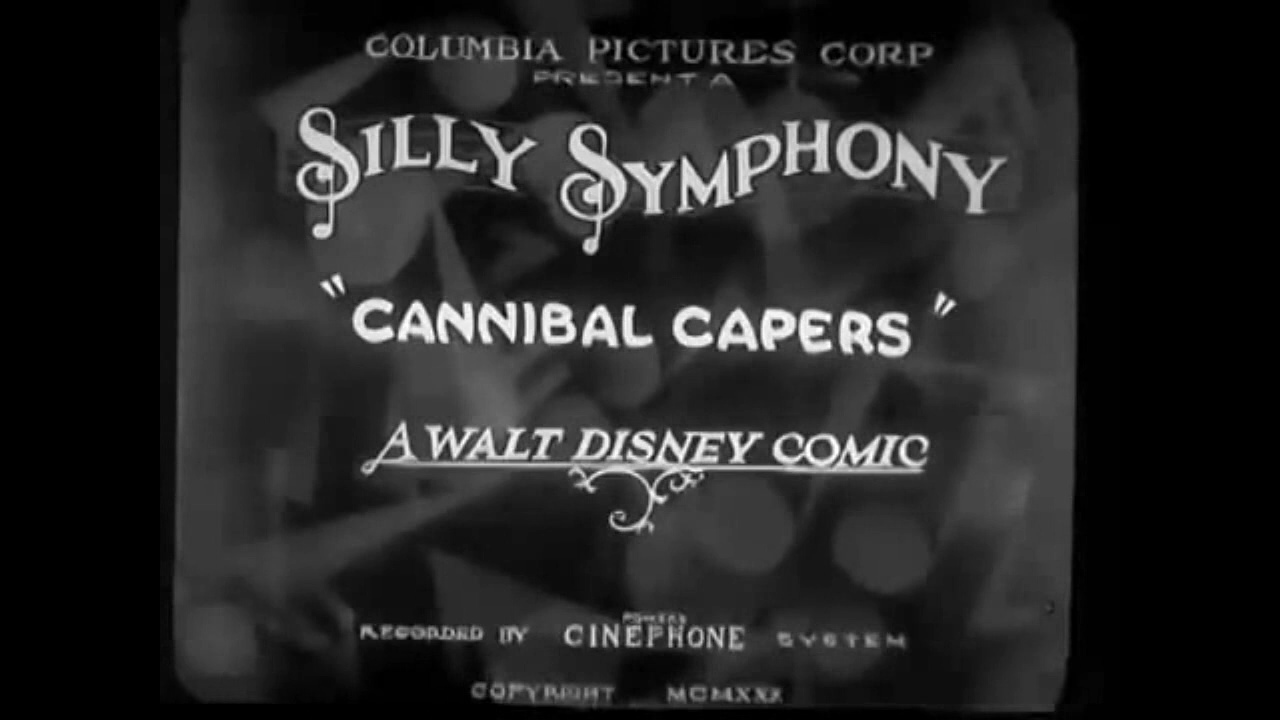 COLUMBIA PICTURES CORP
PRESENT A
SILLY SYMPHONY
"CANNIBAL CAPERS"
A WALT DISNEY COMIC
POWERS
RECORDED BY CINEPHONE SYSTEM
COPYRIGHT MCMXXX